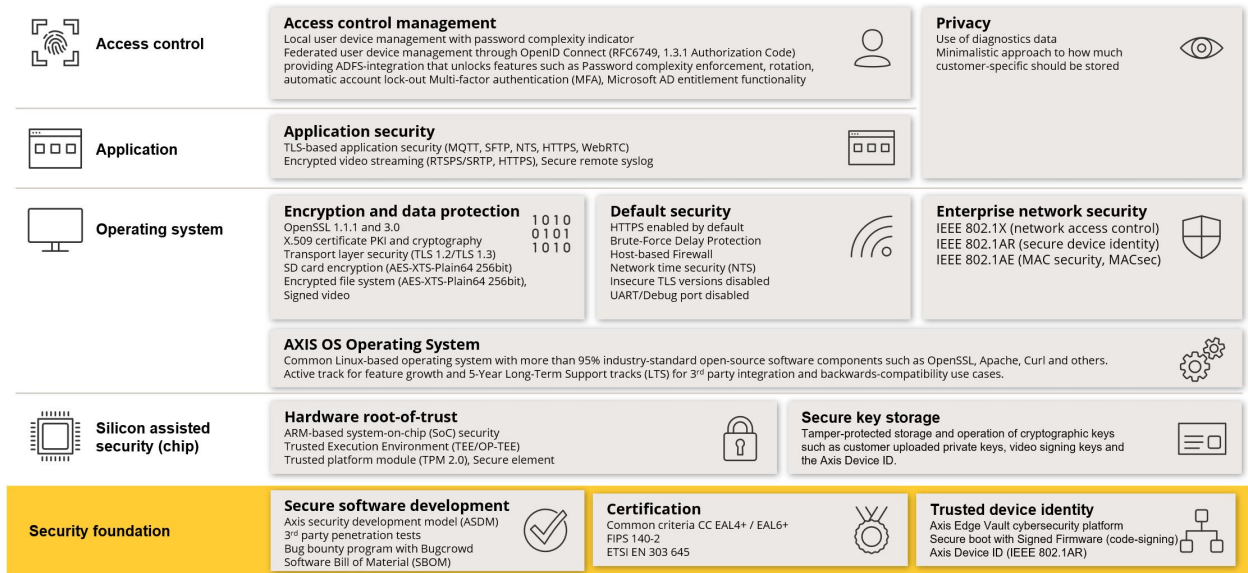 Access control
Access control management
Local user device management with password complexity indicator
Federated user device management through OpenID Connect (RFC6749, 1.3.1 Authorization Code)
providing ADFS-integration that unlocks features such as Password complexity enforcement, rotation,
automatic account lock-out Multi-factor authentication (MFA), Microsoft AD entitlement functionality
Privacy
Use of diagnostics data
Minimalistic approach to how much
customer-specific should be stored
Application
Application security
TLS-based application security (MQTT, SFTP, NTS, HTTPS, WebRTC)
Encrypted video streaming (RTSPS/SRTP, HTTPS), Secure remote syslog
Operating system
Encryption and data protection
OpenSSL 1.1.1 and 3.0
X.509 certificate PKI and cryptography
Transport layer security (TLS 1.2/TLS 1.3)
SD card encryption (AES-XTS-Plain64 256bit)
Encrypted file system (AES-XTS-Plain64 256bit),
Signed video
1010
0101
1010
Default security
HTTPS enabled by default
Brute-Force Delay Protection
Host-based Firewall
Network time security (NTS)
Insecure TLS versions disabled
UART/Debug port disabled
Enterprise network security
IEEE 802.1X (network access control)
IEEE 802.1AR (secure device identity)
IEEE 802.1AE (MAC security, MACsec)
AXIS OS Operating System
Common Linux-based operating system with more than 95% industry-standard open-source software components such as OpenSSL, Apache, Curl and others.
Active track for feature growth and 5-Year Long-Term Support tracks (LTS) for 3rd party integration and backwards-compatibility use cases.
Silicon assisted
security (chip)
Hardware root-of-trust
ARM-based system-on-chip (SoC) security
Trusted Execution Environment (TEE/OP-TEE)
Trusted platform module (TPM 2.0), Secure element
Secure key storage
Tamper-protected storage and operation of cryptographic keys
such as customer uploaded private keys, video signing keys and
the Axis Device ID.
Security foundation
Secure software development
Axis security development model (ASDM)
3rd party penetration tests
Bug bounty program with Bugcrowd
Software Bill of Material (SBOM)
Certification
Common criteria CC EAL4+ / EAL6+
FIPS 140-2
ETSI EN 303 645
Trusted device identity
Axis Edge Vault cybersecurity platform
Secure boot with Signed Firmware (code-signing)
Axis Device ID (IEEE 802.1AR)